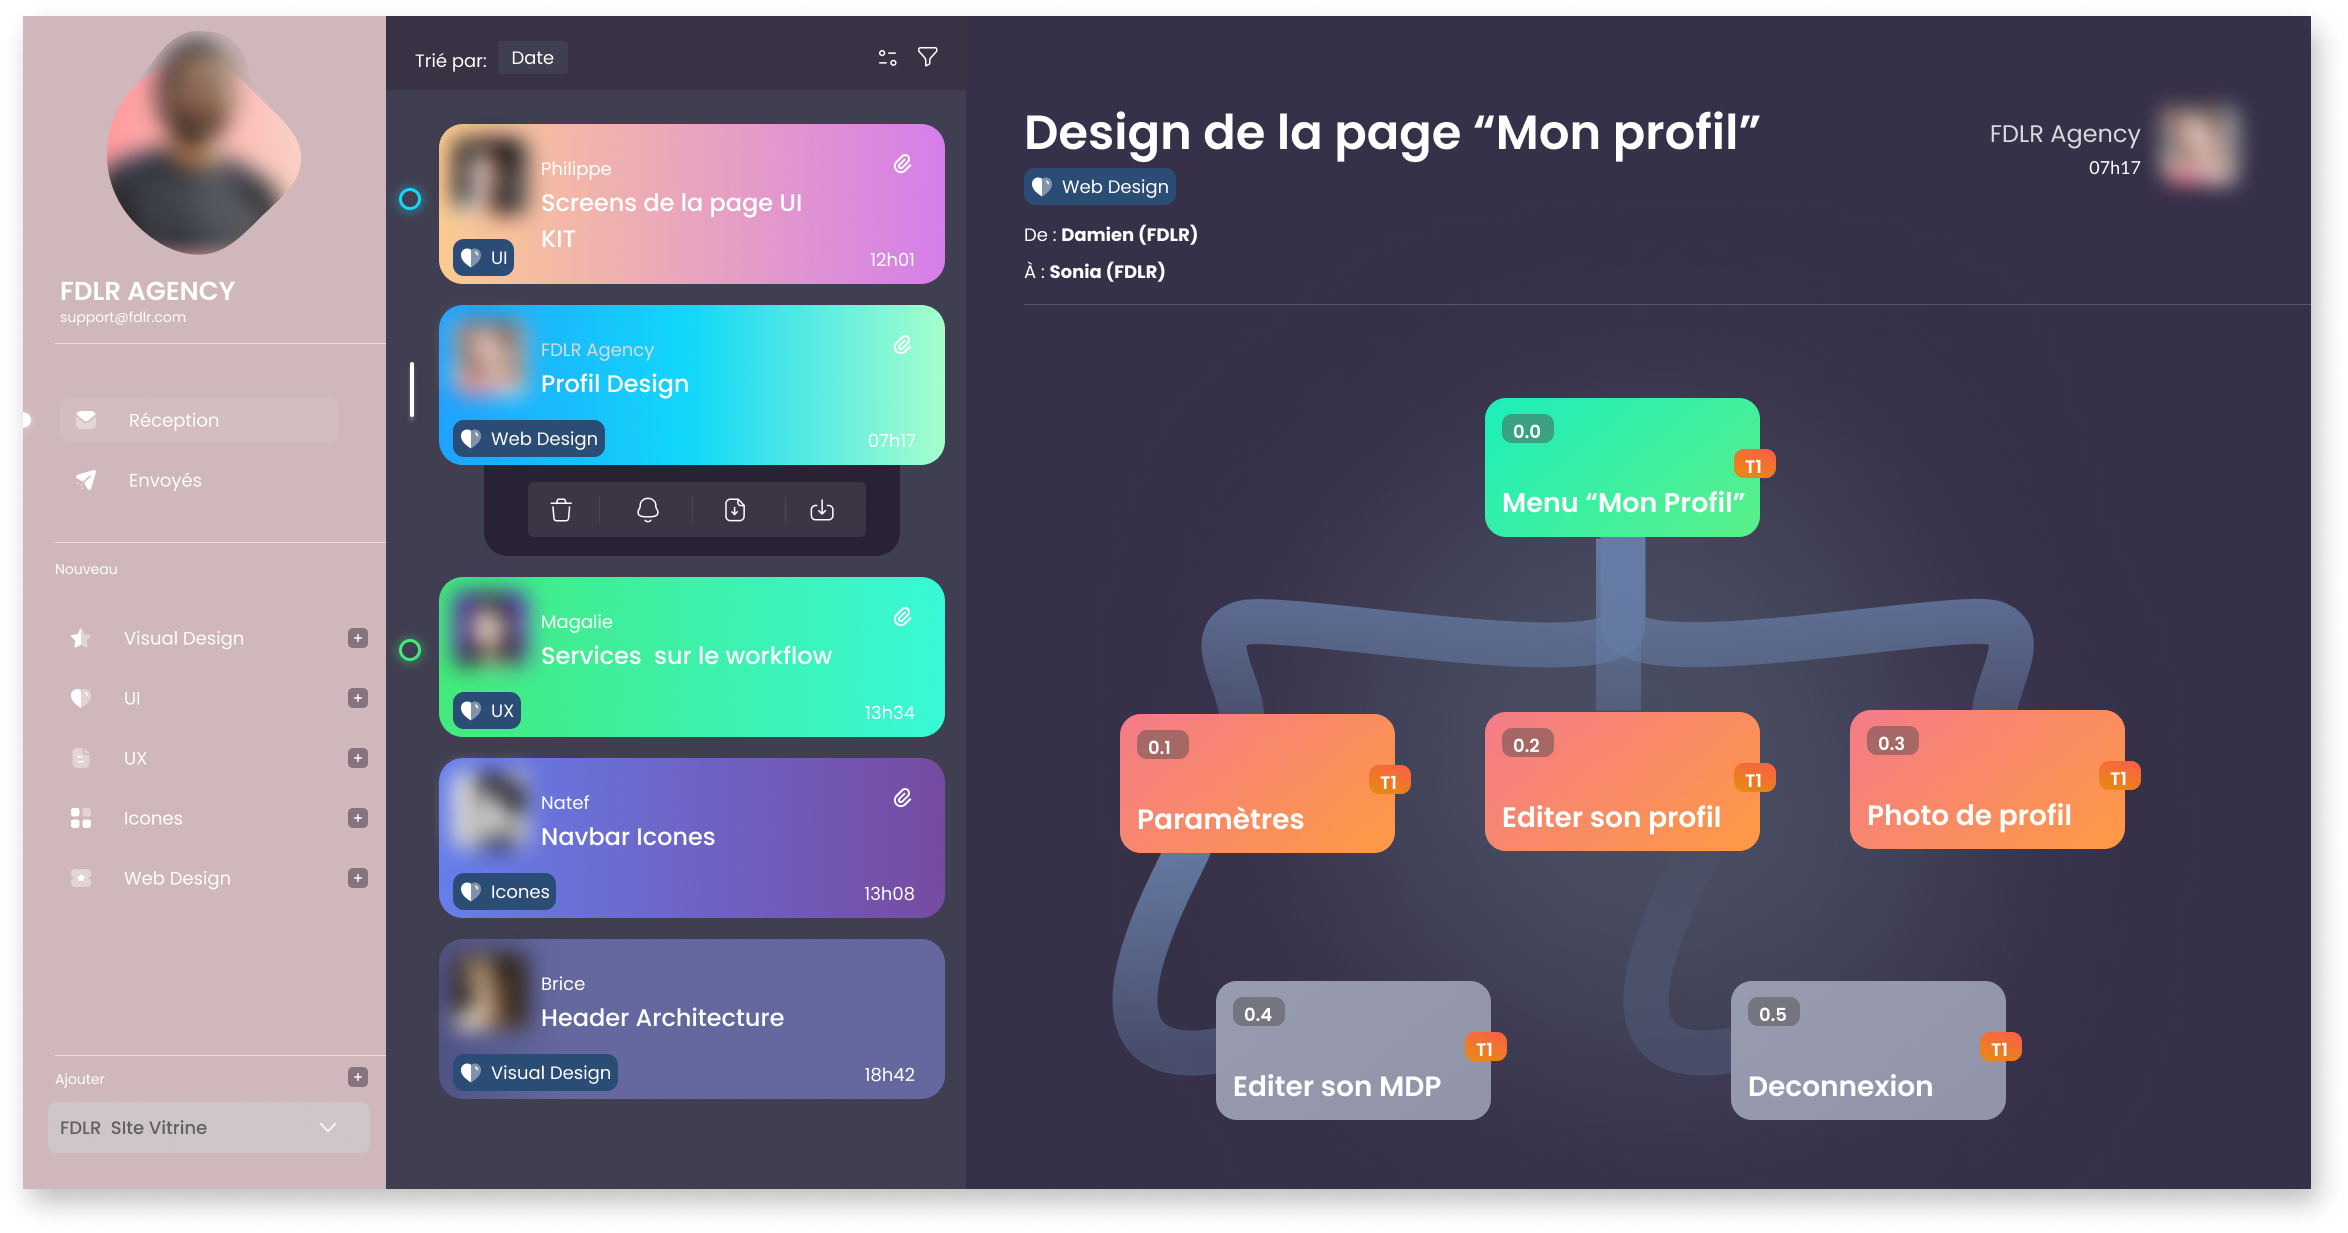 FDLR AGENCY
support@fdlr.com
Réception
Envoyés
Nouveau
Visual Design
UI
UX
Icones
Web Design
Ajouter
FDLR SIte Vitrine
Trié par: Date
Philippe
Screens de la page UI
KIT
UI
12h01
FDLR Agency
Profil Design
Web Design
07h17
Magalie
Services sur le workflow
UX
13h34
Natef
Navbar Icones
Icones
13h08
Brice
Header Architecture
Visual Design
18h42
Design de la page “Mon profil”
Web Design
De : Damien (FDLR)
À : Sonia (FDLR)
FDLR Agency
07h17
0.0
T1
Menu “Mon Profil”
0.1
T1
Paramètres
0.2
T1
Editer son profil
0.3
T1
Photo de profil
0.4
T1
Editer son MDP
0.5
T1
Deconnexion